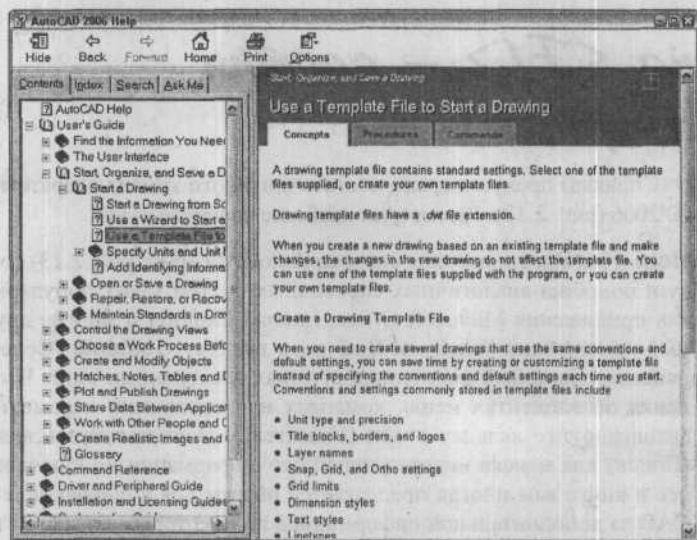 AutoCAD 2006 Help
Hide Back Forward Home Print Options
Contents Index Search Ask Me
AutoCAD Help
User's Guide
Find the Information You Need
The User Interface
Start, Organize, and Save a D
Start a Drawing
Start a Drawing from Sc
Use a Wizard to Start a
Use a Template File to
Specify Units and Unit F
Add Identifying Informa
Open or Save a Drawing
Repair, Restore, or Recov
Maintain Standards in Draw
Control the Drawing Views
Choose a Work Process Befo
Create and Modify Objects
Hatches, Notes, Tables and D
Plot and Publish Drawings
Share Data Between Applicat
Work with Other People and O
Create Realistic Images and
Glossary
Command Reference
Driver and Peripheral Guide
Installation and Licensing Guides
Start, Organize, and Save a Drawing
Use a Template File to Start a Drawing
Concepts Procedures Commands
A drawing template file contains standard settings. Select one of the template
files supplied, or create your own template files.
Drawing template files have a .dwt file extension.
When you create a new drawing based on an existing template file and make
changes, the changes in the new drawing do not affect the template file. You
can use one of the template files supplied with the program, or you can create
your own template files.
Create a Drawing Template File
When you need to create several drawings that use the same conventions and
default settings, you can save time by creating or customizing a template file
instead of specifying the conventions and default settings each time you start.
Conventions and settings commonly stored in template files include
• Unit type and precision
• Title blocks, borders, and logos
• Layer names
• Snap, Grid, and Ortho settings
• Grid limits
• Dimension styles
• Text styles
• Linetypes